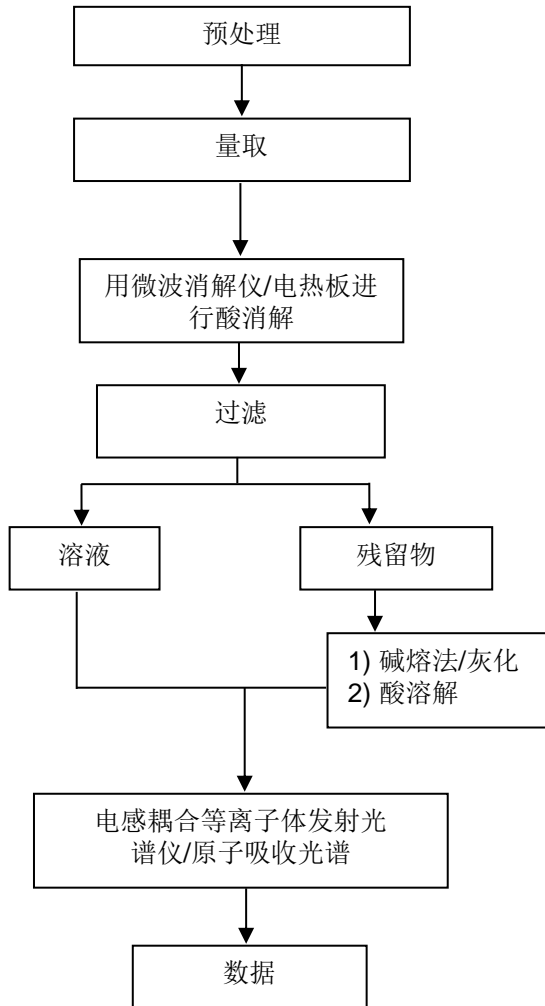 预处理
量取
用微波消解仪/电热板进
行酸消解
过滤
溶液
残留物
1) 碱熔法/灰化
2) 酸溶解
电感耦合等离子体发射光
谱仪/原子吸收光谱
数据